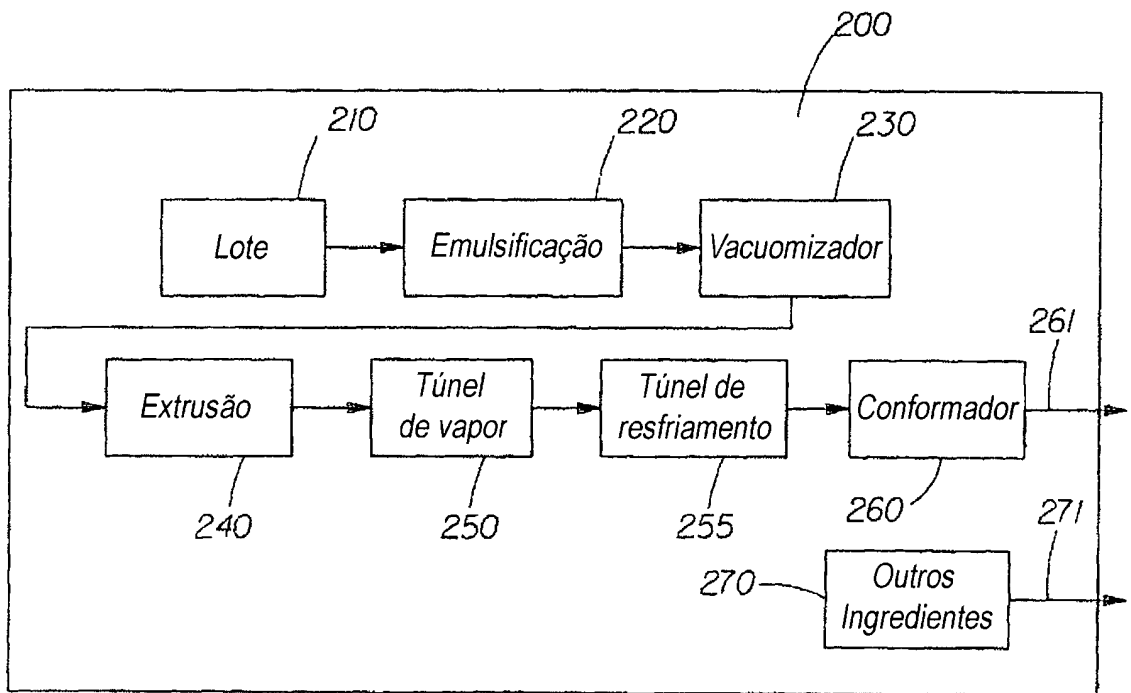 200
210
220
230
Lote
Emulsificação
Vacuomizador
261
Extrusão
Túnel
de vapor
Túnel de
resfriamento
Conformador
240
250
255
260
271
270
Outros
Ingredientes